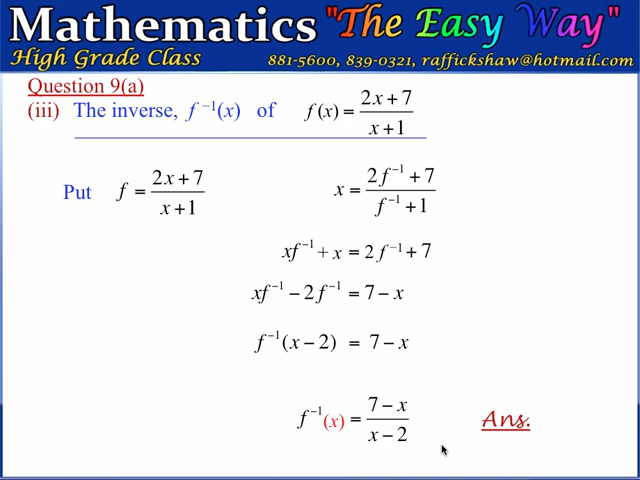 Mathematics "The Easy Way"
High Grade Class 881-5600, 839-0321, raffickshaw@hotmail.com
Question 9(a)
(iii) The inverse, f⁻¹(x) of f(x) = (2x + 7)/(x + 1)
Put f = (2x + 7)/(x + 1) x = (2f⁻¹ + 7)/(f⁻¹ + 1)
xf⁻¹ + x = 2f⁻¹ + 7
xf⁻¹ − 2f⁻¹ = 7 − x
f⁻¹(x − 2) = 7 − x
f⁻¹(x) = (7 − x)/(x − 2) Ans.